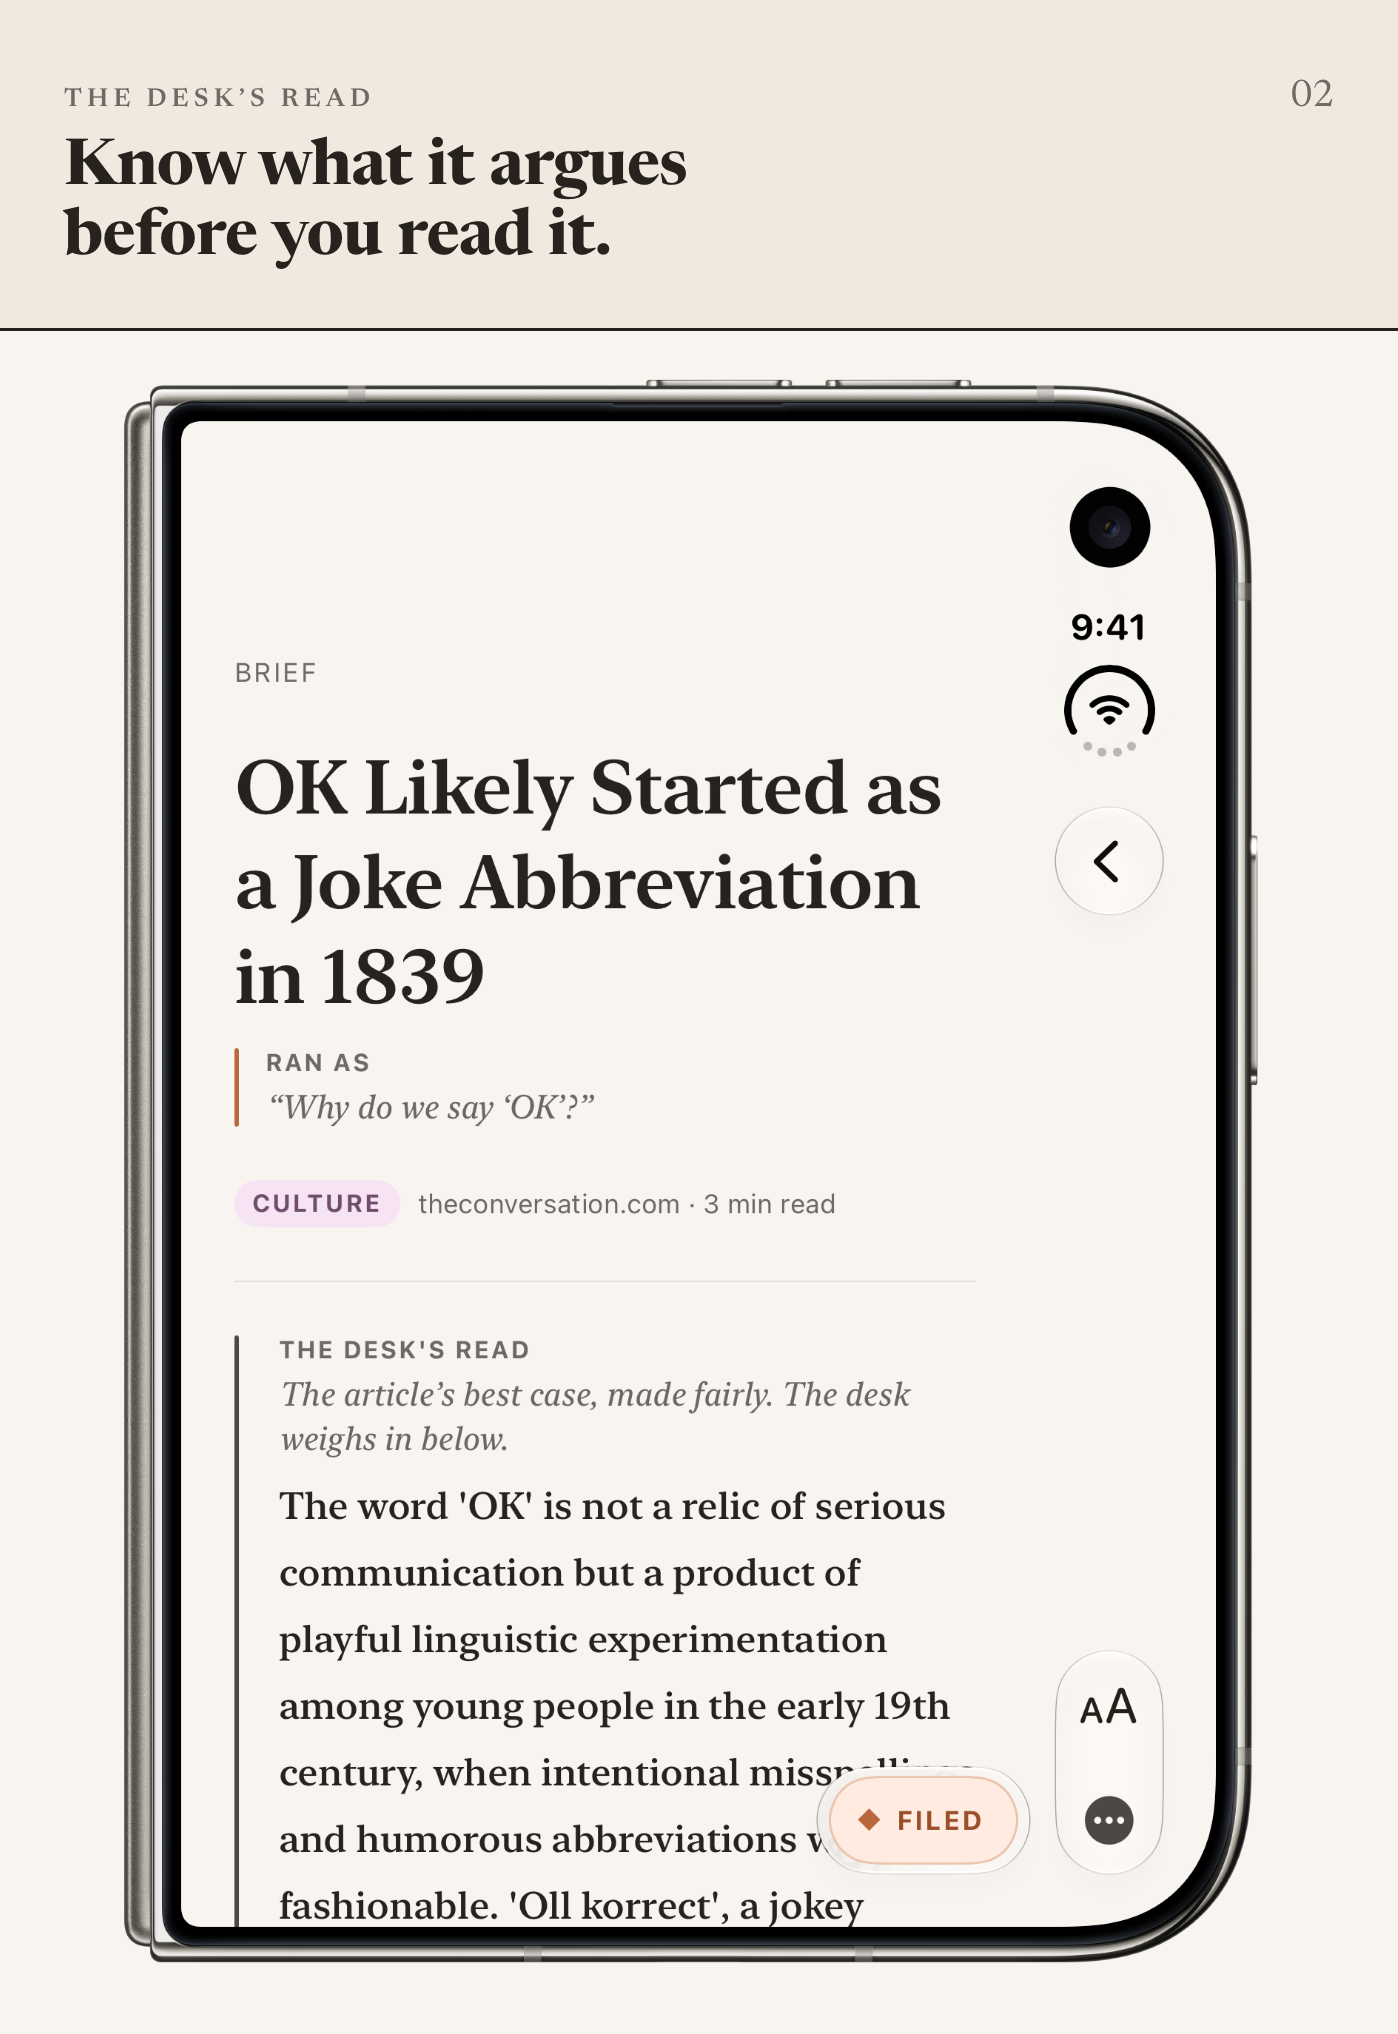 THE DESK’S READ
02
Know what it argues
before you read it.
9:41
BRIEF
OK Likely Started as
a Joke Abbreviation
in 1839
RAN AS
“Why do we say ‘OK’?”
CULTURE theconversation.com · 3 min read
THE DESK'S READ
The article’s best case, made fairly. The desk
weighs in below.
The word 'OK' is not a relic of serious
communication but a product of
playful linguistic experimentation
among young people in the early 19th
century, when intentional misspellings
and humorous abbreviations
fashionable. 'Oll korrect', a jokey
AA
FILED